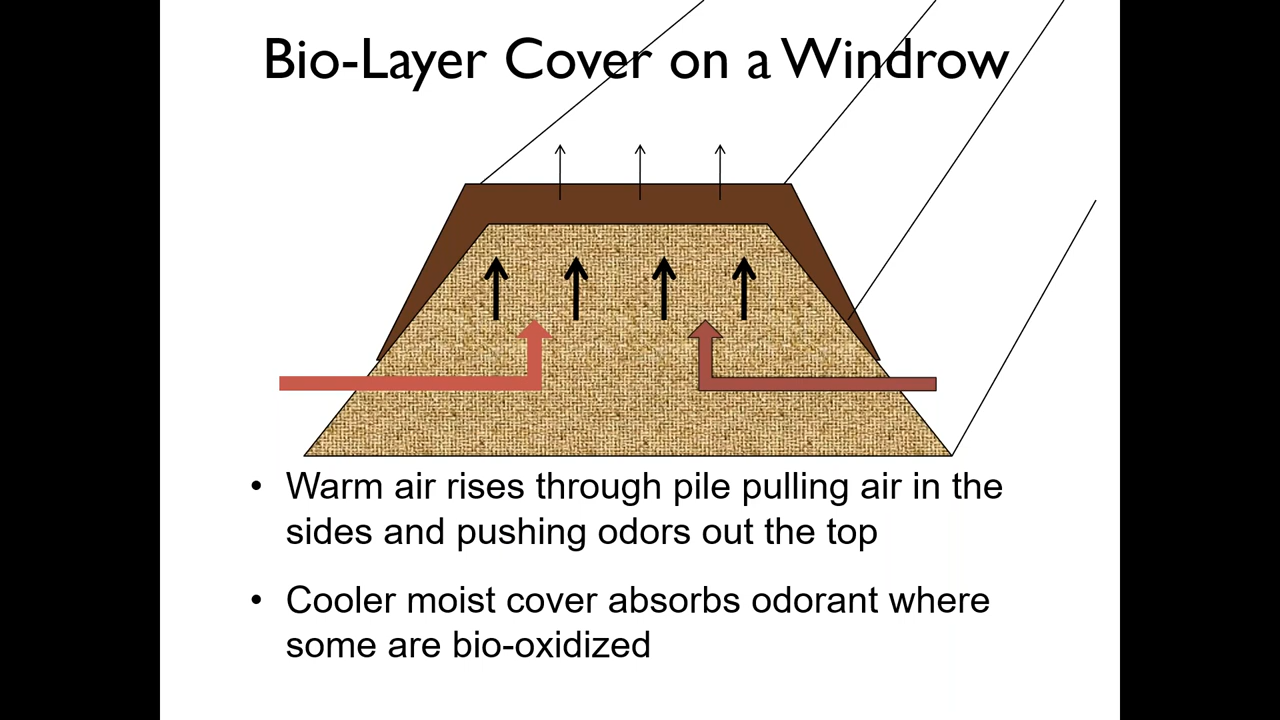 Bio-Layer Cover on a Windrow
• Warm air rises through pile pulling air in the
sides and pushing odors out the top
• Cooler moist cover absorbs odorant where
some are bio-oxidized